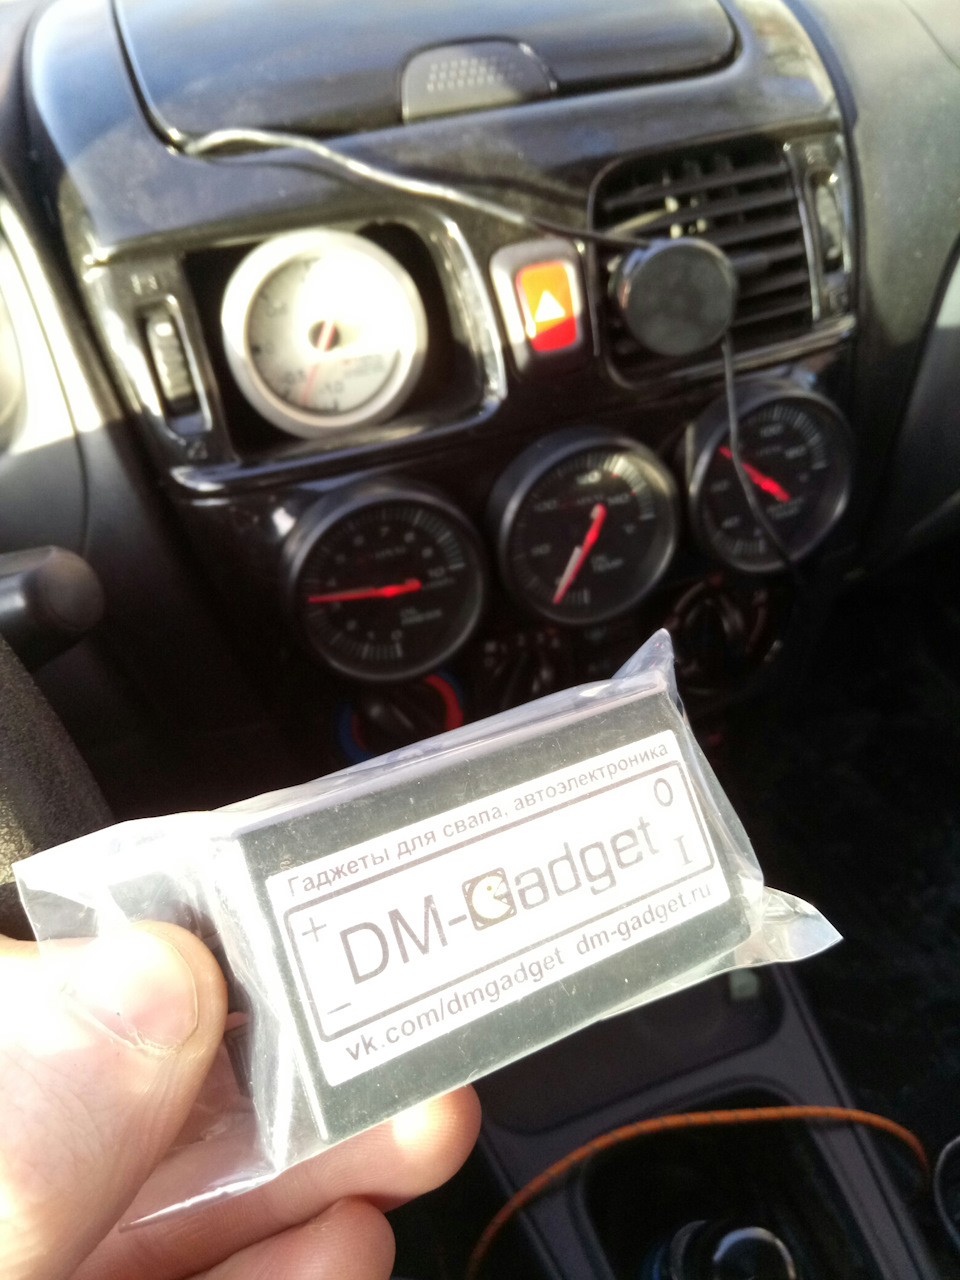 Гаджеты для свапа, автоэлектроника
+ O
DM-Gadget
− I
vk.com/dmgadget dm-gadget.ru